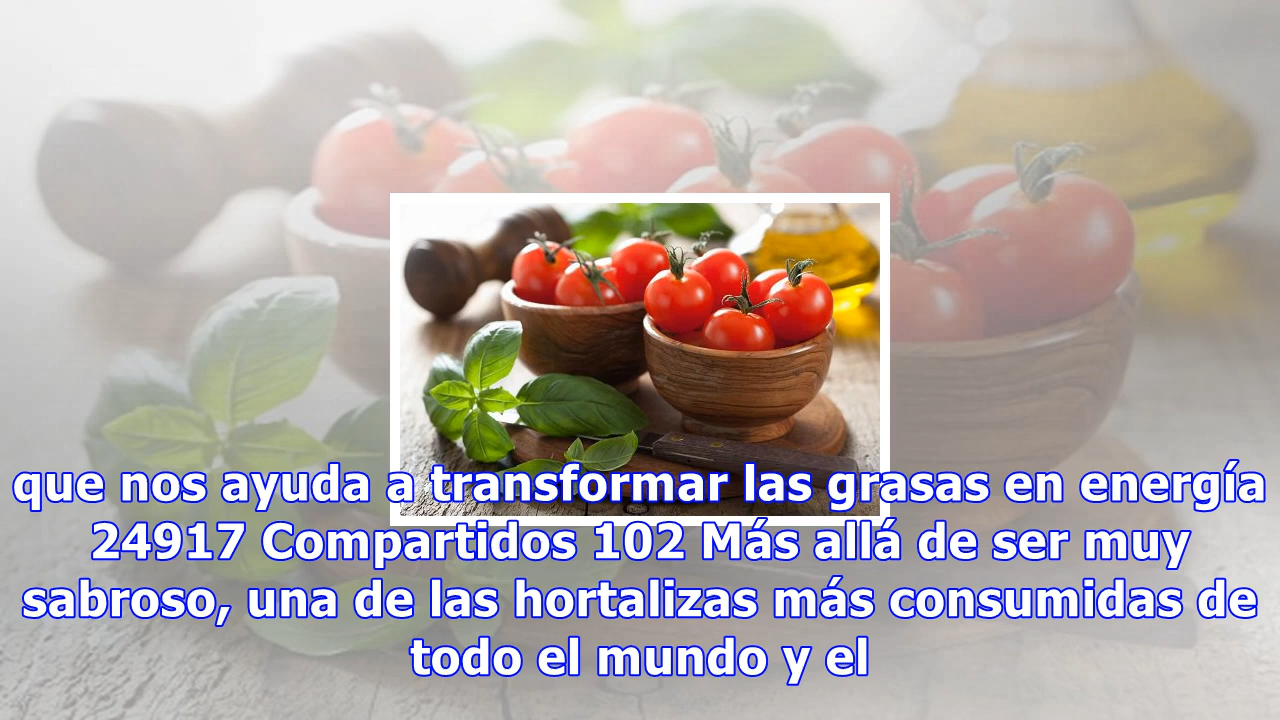 que nos ayuda a transformar las grasas en energía
24917 Compartidos 102 Más allá de ser muy
sabroso, una de las hortalizas más consumidas de
todo el mundo y el